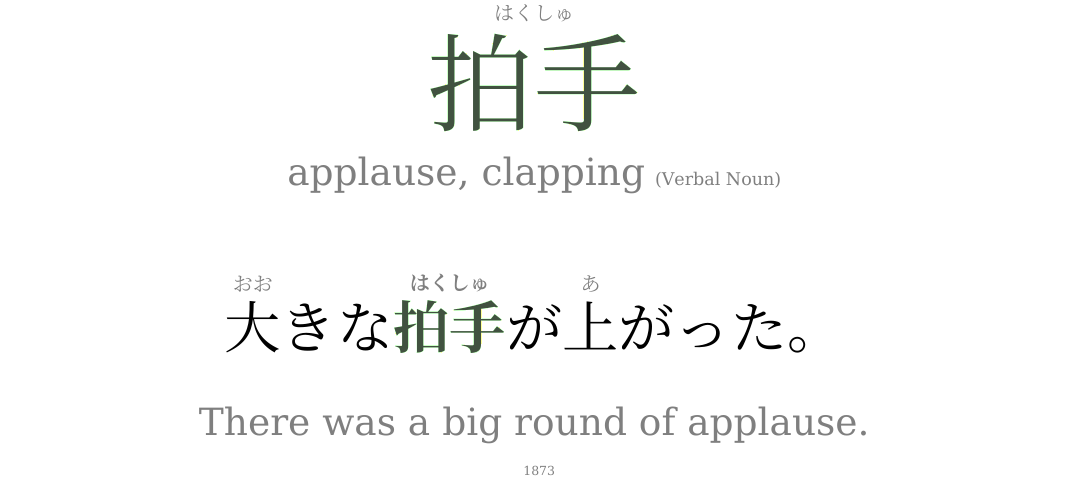 はくしゅ
拍手
applause, clapping (Verbal Noun)
おお はくしゅ あ
大きな拍手が上がった。
There was a big round of applause.
1873